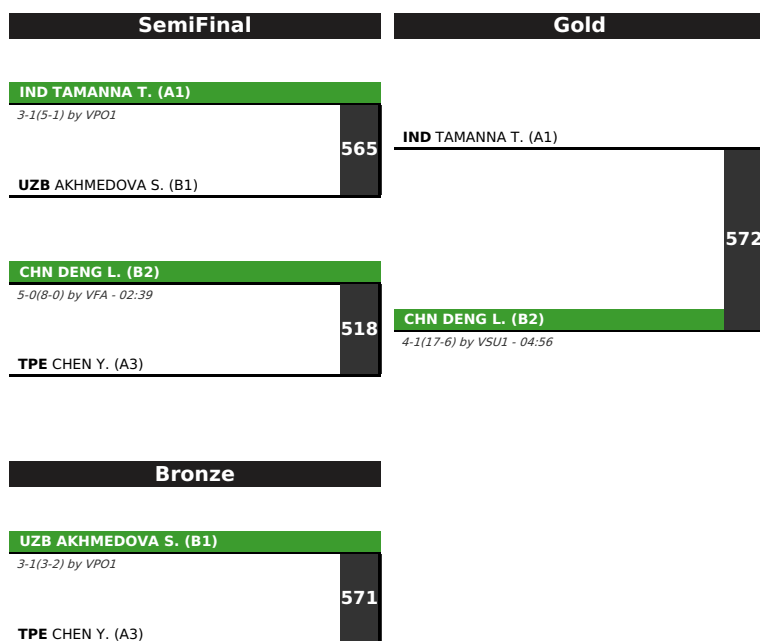 SemiFinal
IND TAMANNA T. (A1)
3-1(5-1) by VPO1
565
UZB AKHMEDOVA S. (B1)
CHN DENG L. (B2)
5-0(8-0) by VFA - 02:39
518
TPE CHEN Y. (A3)
Gold
IND TAMANNA T. (A1)
572
CHN DENG L. (B2)
4-1(17-6) by VSU1 - 04:56
Bronze
UZB AKHMEDOVA S. (B1)
3-1(3-2) by VPO1
571
TPE CHEN Y. (A3)